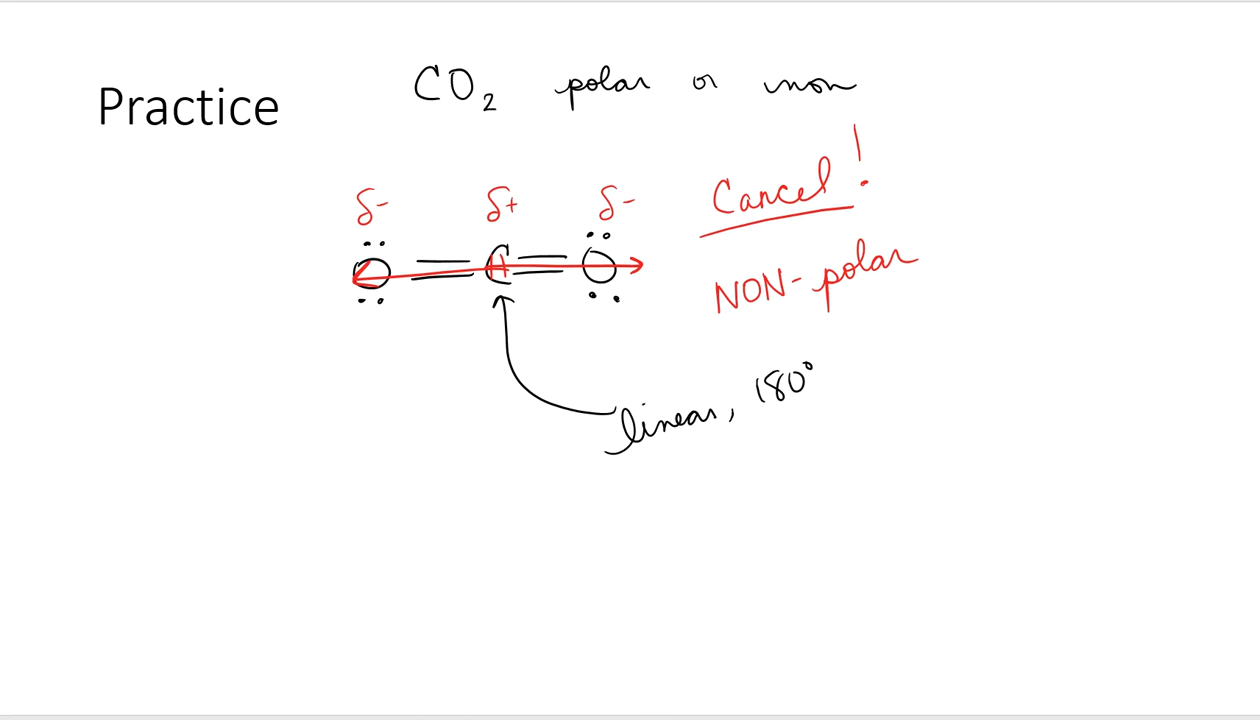 Practice
CO2 polar or non
δ- δ+ δ-
O = C = O
Cancel!
NON-polar
linear, 180°